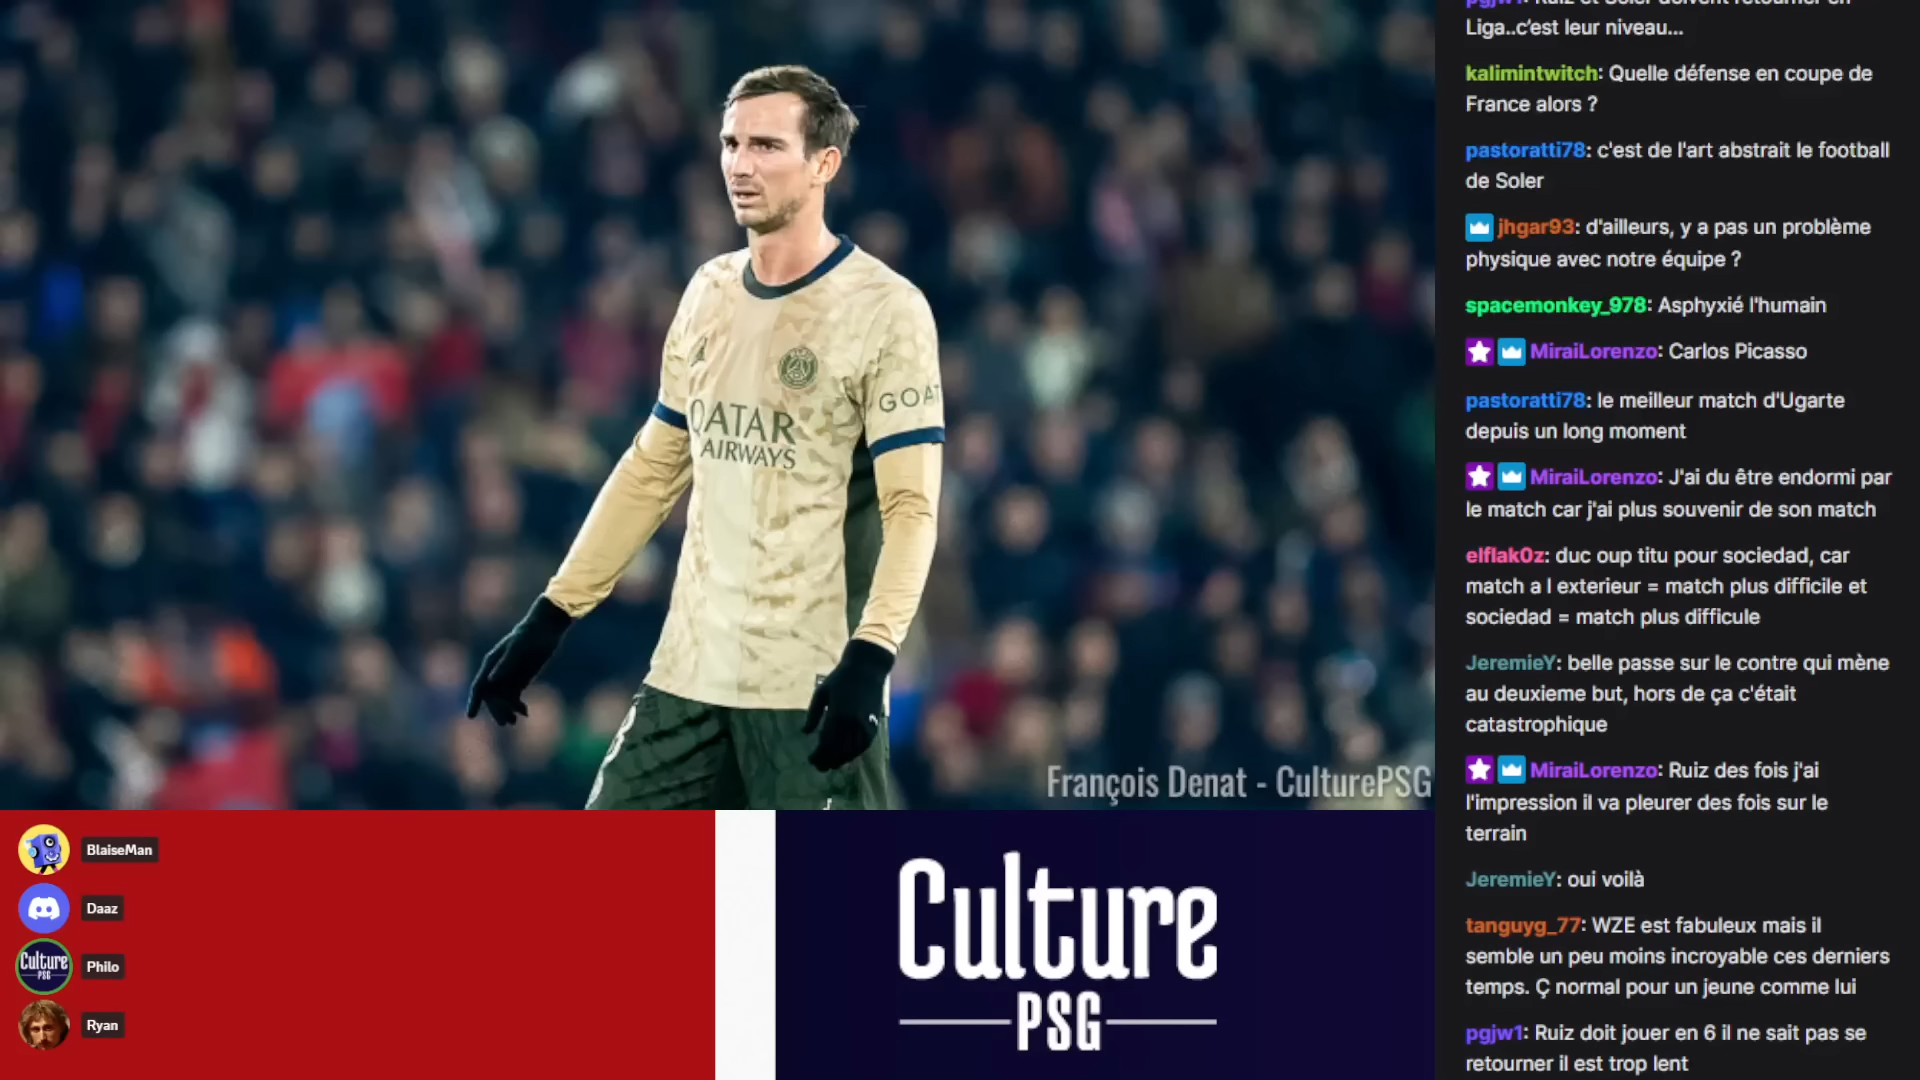 QATAR
AIRWAYS
GOAT
François Denat - CulturePSG
BlaiseMan
Daaz
Culture
PSG
Philo
Ryan
Culture
PSG
Liga..c'est leur niveau...
kalimintwitch: Quelle défense en coupe de
France alors ?
pastoratti78: c'est de l'art abstrait le football
de Soler
jhgar93: d'ailleurs, y a pas un problème
physique avec notre équipe ?
spacemonkey_978: Asphyxié l'humain
MiraiLorenzo: Carlos Picasso
pastoratti78: le meilleur match d'Ugarte
depuis un long moment
MiraiLorenzo: J'ai du être endormi par
le match car j'ai plus souvenir de son match
elflak0z: duc oup titu pour sociedad, car
match a l exterieur = match plus difficile et
sociedad = match plus difficule
JeremieY: belle passe sur le contre qui mène
au deuxieme but, hors de ça c'était
catastrophique
MiraiLorenzo: Ruiz des fois j'ai
l'impression il va pleurer des fois sur le
terrain
JeremieY: oui voilà
tanguyg_77: WZE est fabuleux mais il
semble un peu moins incroyable ces derniers
temps. Ç normal pour un jeune comme lui
pgjw1: Ruiz doit jouer en 6 il ne sait pas se
retourner il est trop lent